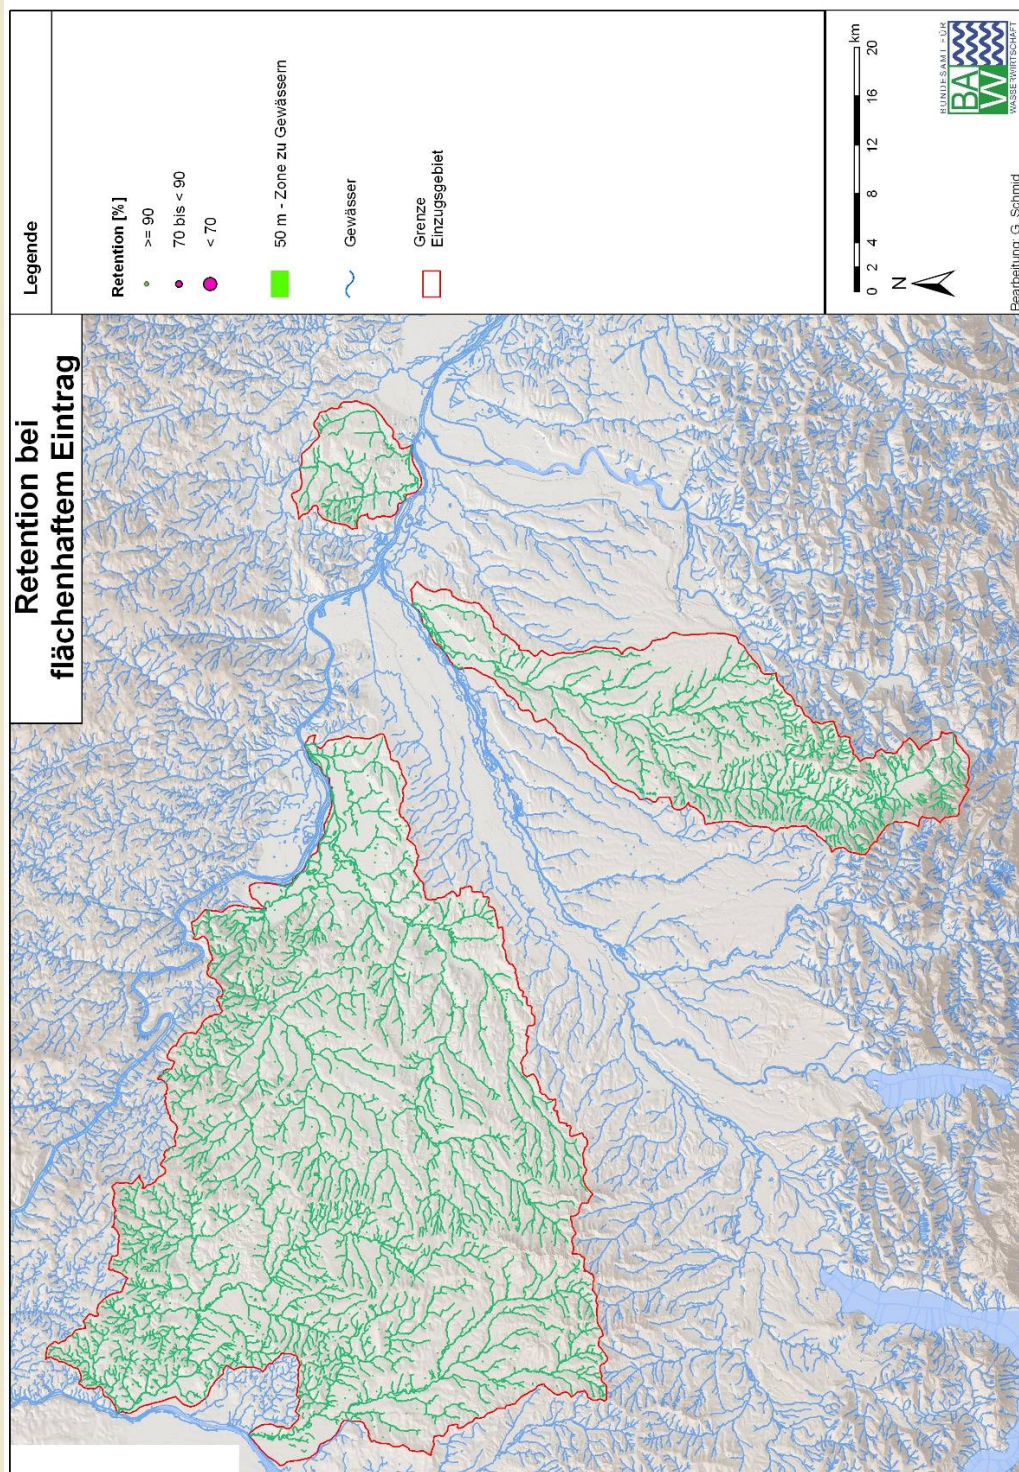 Retention bei
flächenhaftem Eintrag
Legende
Retention [%]
>= 90
70 bis < 90
< 70
50 m - Zone zu Gewässern
Gewässer
Grenze
Einzugsgebiet
km
0 2 4 8 12 16 20
N
BUNDESAMT FÜR
BA
W
WASSERWIRTSCHAFT
Bearbeitung: G. Schmid